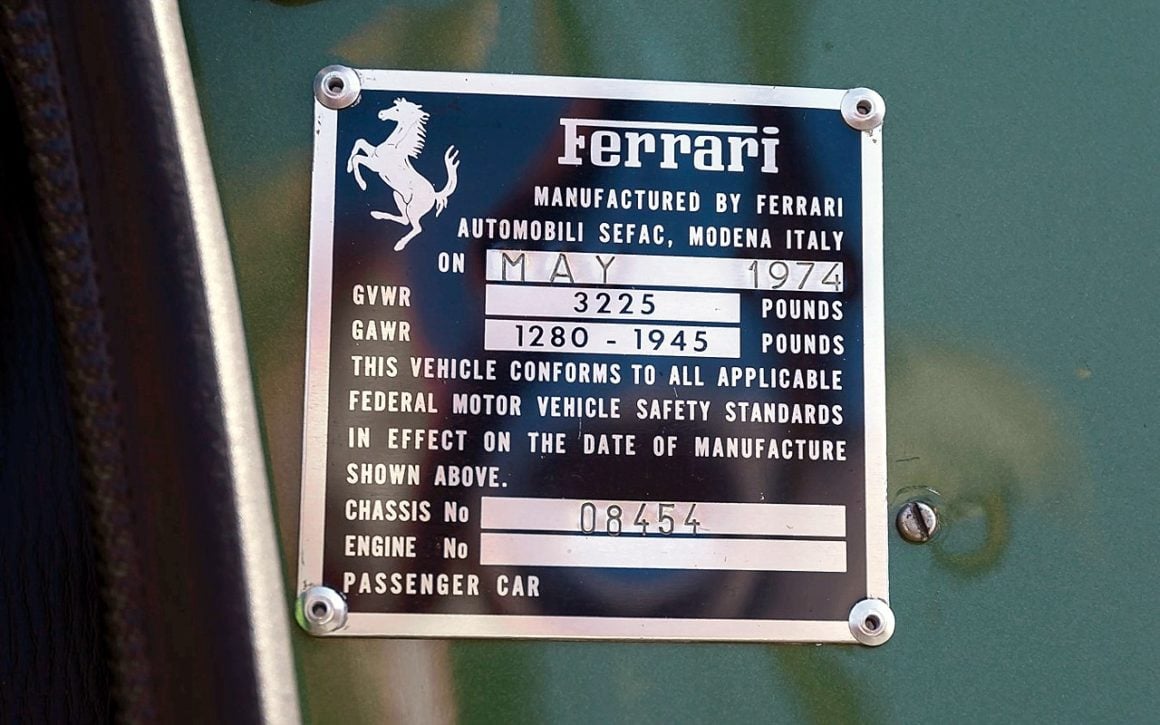 Ferrari
MANUFACTURED BY FERRARI
AUTOMOBILI SEFAC, MODENA ITALY
ON MAY 1974
GVWR 3225 POUNDS
GAWR 1280 - 1945 POUNDS
THIS VEHICLE CONFORMS TO ALL APPLICABLE
FEDERAL MOTOR VEHICLE SAFETY STANDARDS
IN EFFECT ON THE DATE OF MANUFACTURE
SHOWN ABOVE.
CHASSIS No 08454
ENGINE No
PASSENGER CAR